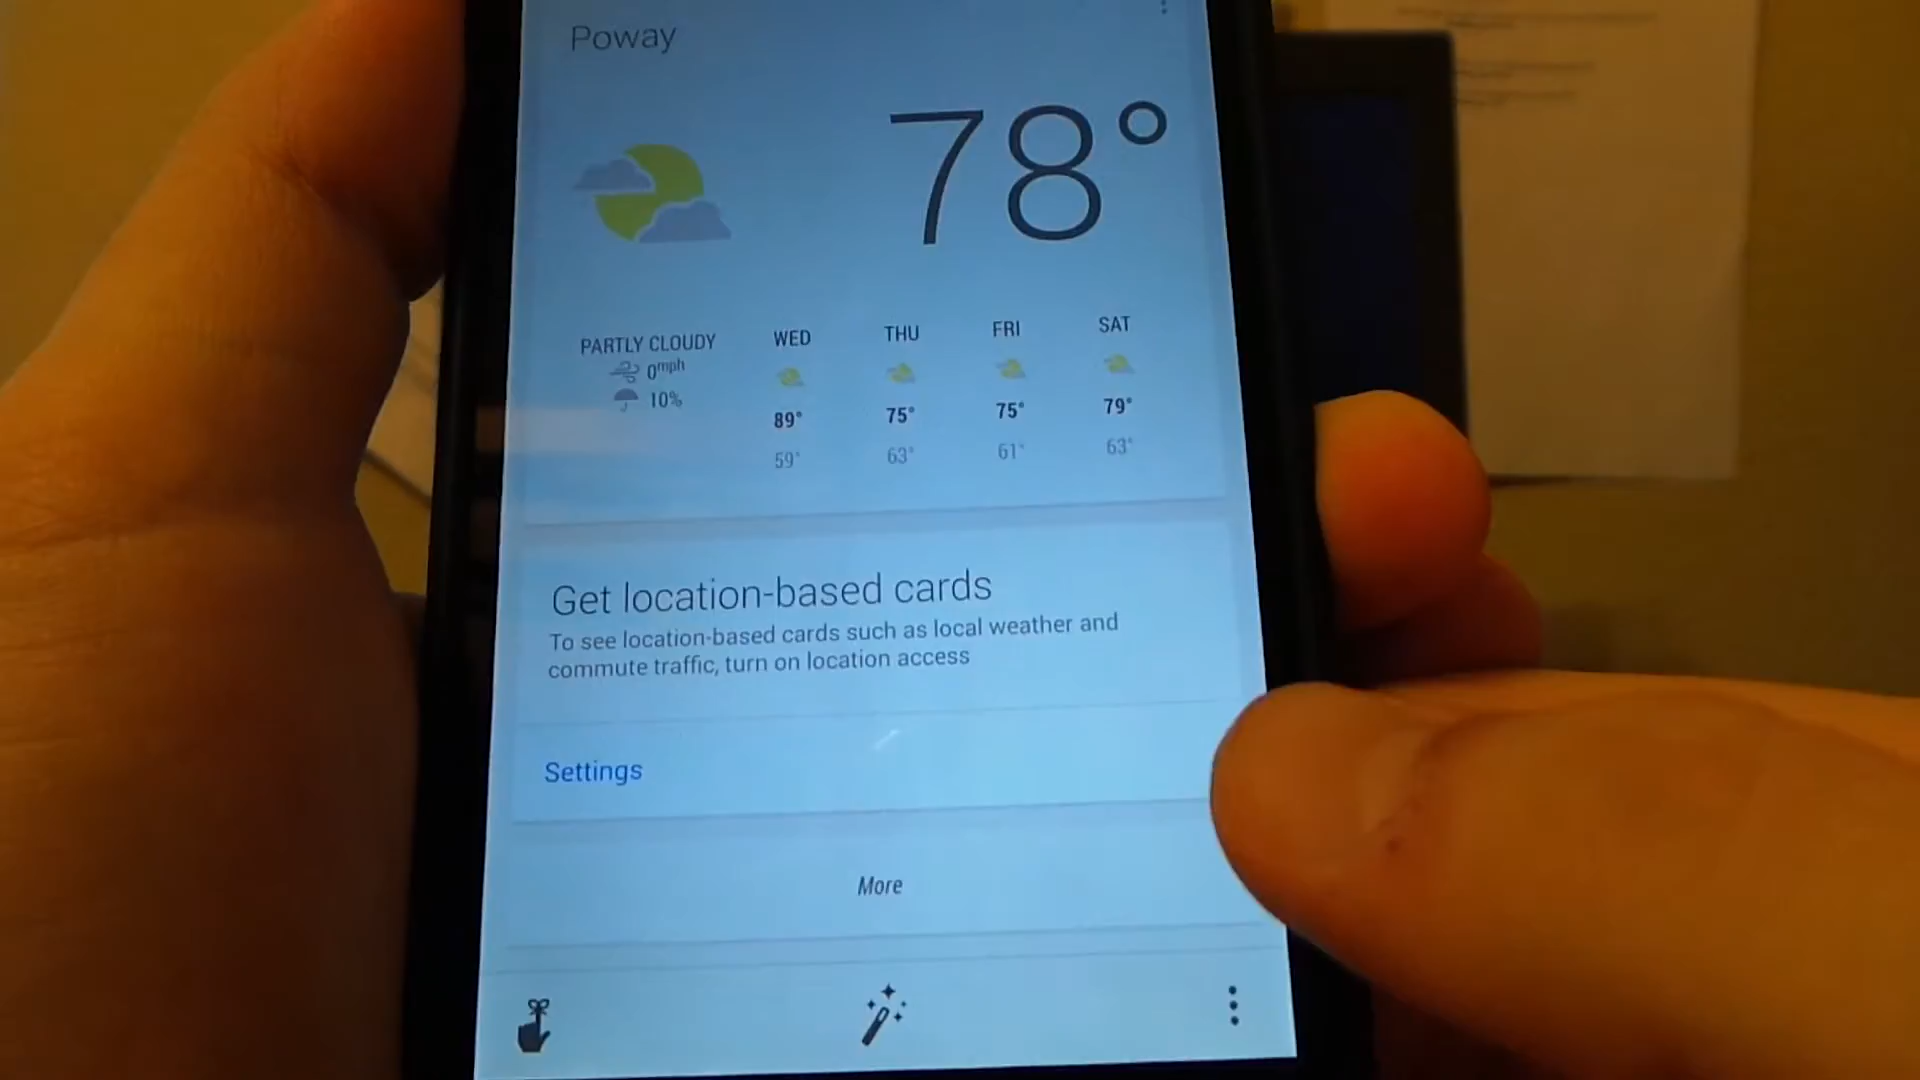 Poway
78°
PARTLY CLOUDY
0mph
10%
WED THU FRI SAT
89° 75° 75° 79°
59° 63° 61° 63°
Get location-based cards
To see location-based cards such as local weather and
commute traffic, turn on location access
Settings
More